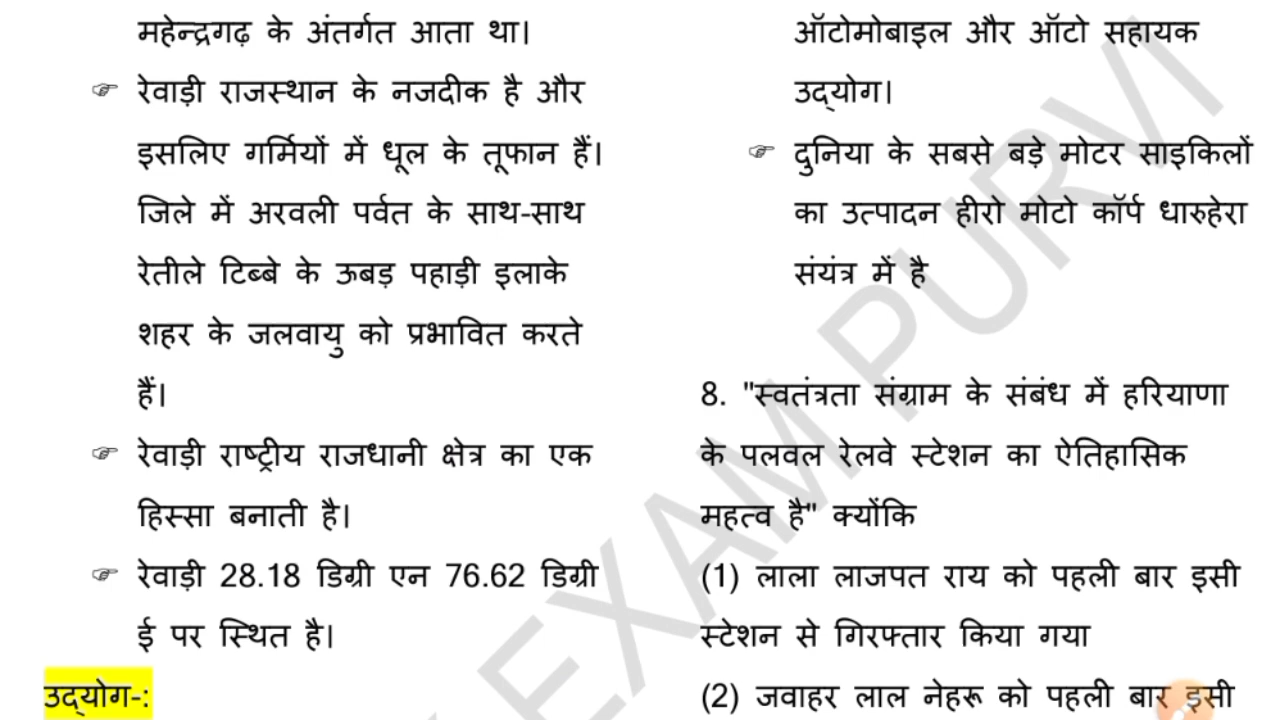 महेन्द्रगढ़ के अंतर्गत आता था।
☞ रेवाड़ी राजस्थान के नजदीक है और
इसलिए गर्मियों में धूल के तूफान हैं।
जिले में अरवली पर्वत के साथ-साथ
रेतीले टिब्बे के ऊबड़ पहाड़ी इलाके
शहर के जलवायु को प्रभावित करते
हैं।
☞ रेवाड़ी राष्ट्रीय राजधानी क्षेत्र का एक
हिस्सा बनाती है।
☞ रेवाड़ी 28.18 डिग्री एन 76.62 डिग्री
ई पर स्थित है।
उद्योग-:
ऑटोमोबाइल और ऑटो सहायक
उद्योग।
☞ दुनिया के सबसे बड़े मोटर साइकिलों
का उत्पादन हीरो मोटो कॉर्प धारुहेरा
संयंत्र में है
8. "स्वतंत्रता संग्राम के संबंध में हरियाणा
के पलवल रेलवे स्टेशन का ऐतिहासिक
महत्व है" क्योंकि
(1) लाला लाजपत राय को पहली बार इसी
स्टेशन से गिरफ्तार किया गया
(2) जवाहर लाल नेहरू को पहली बार इसी
EXAM PURVI